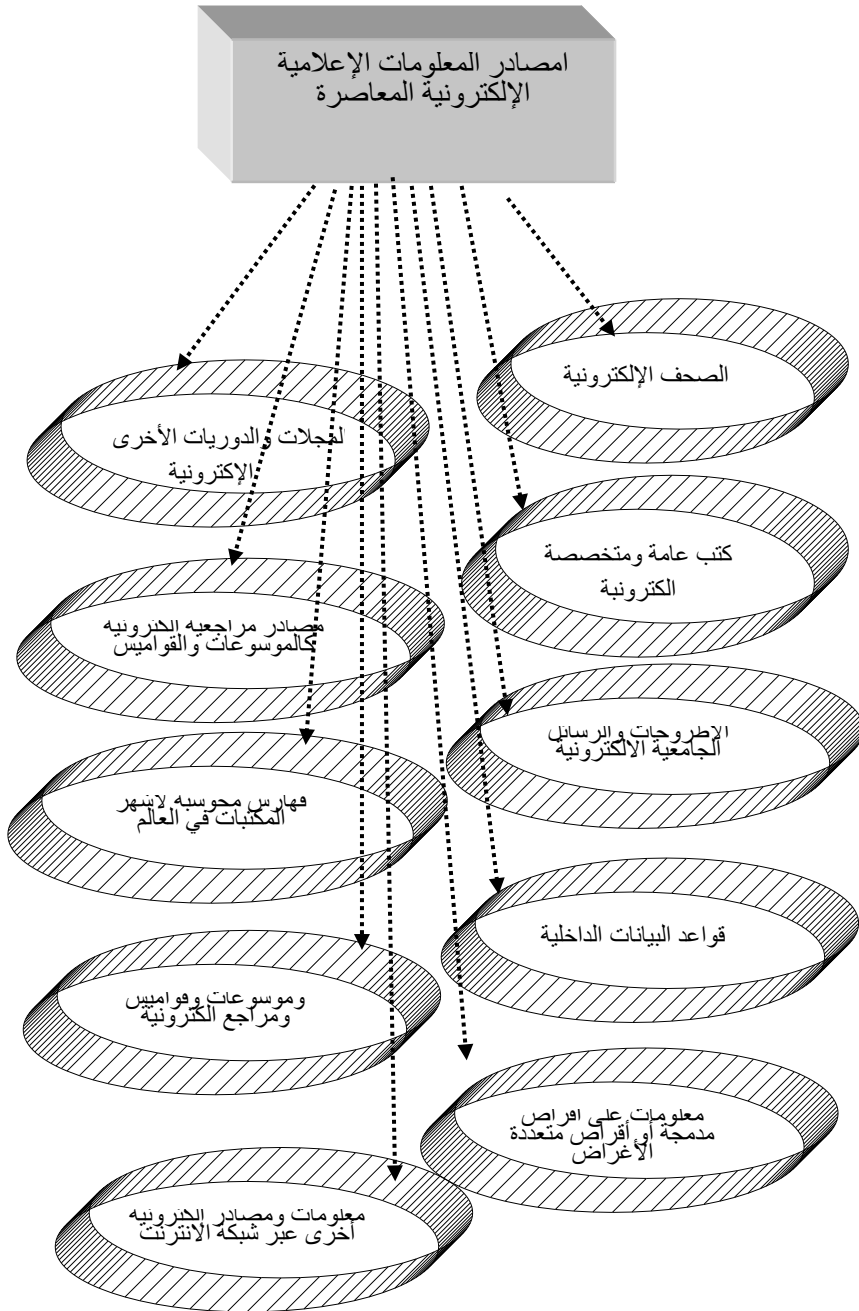 امصادر المعلومات الإعلامية
الإلكترونية المعاصرة
الصحف الإلكترونية
لمجلات والدوريات الأخرى
الإكترونية
كتب عامة ومتخصصة
الكترونبة
مصادر مراجعيه الكترونيه
كالموسوعات والقواميس
الاطروحات والرسائل
الجامعية الالكترونية
فهارس محوسبه لاشهر
المكتبات في العالم
قواعد البيانات الداخلية
وموسوعات وقواميس
ومراجع الكترونية
معلومات على اقراص
مدمجة أو أقراص متعددة
الأغراض
معلومات ومصادر الكترونيه
أخرى عبر شبكة الانترنت